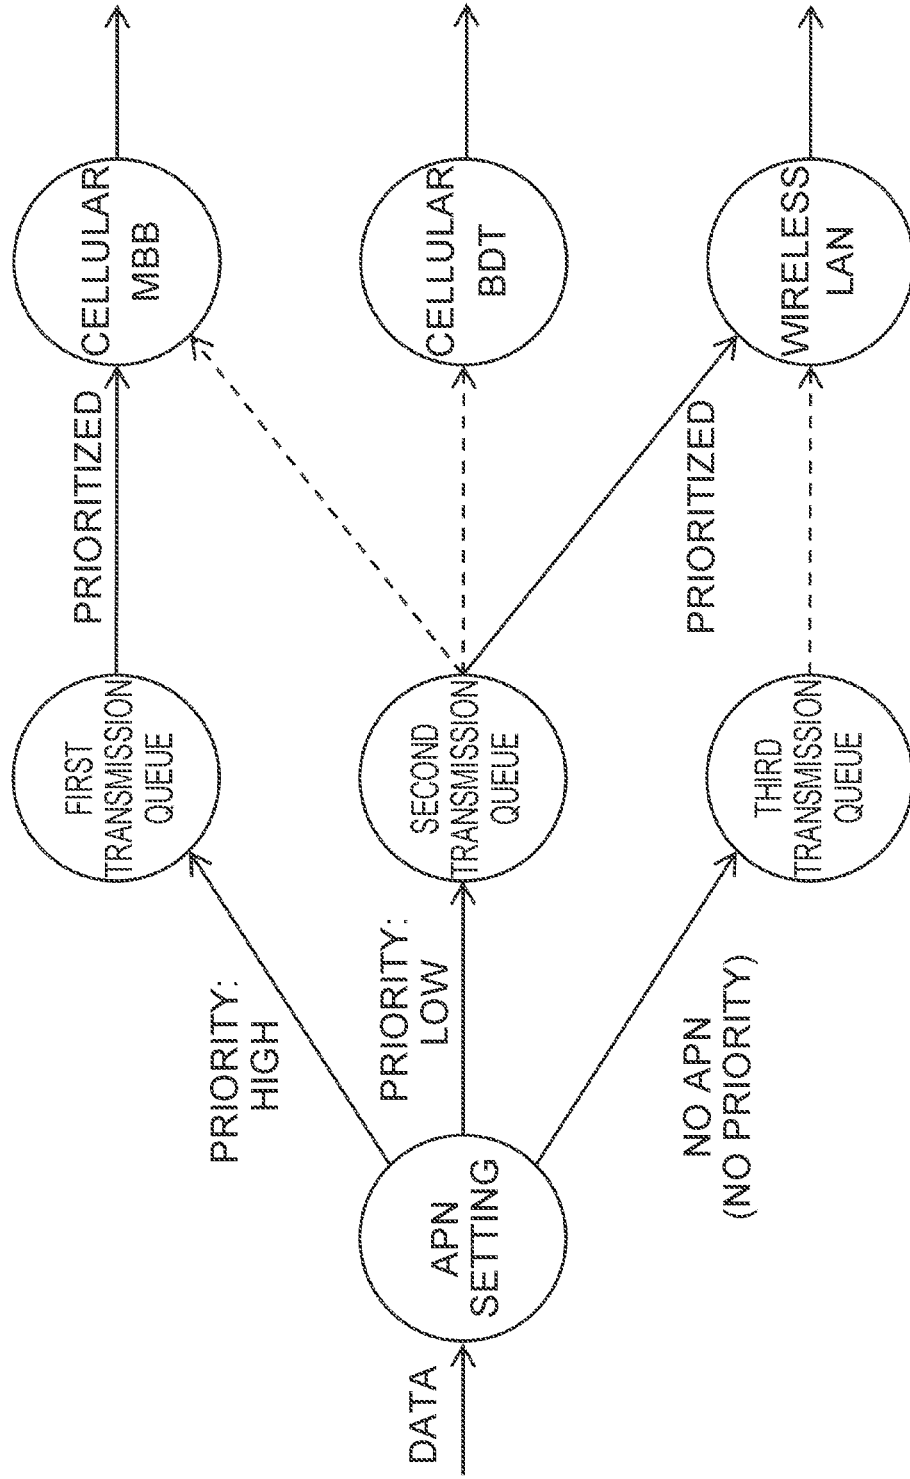 DATA
APN
SETTING
PRIORITY:
HIGH
PRIORITY:
LOW
NO APN
(NO PRIORITY)
FIRST
TRANSMISSION
QUEUE
SECOND
TRANSMISSION
QUEUE
THIRD
TRANSMISSION
QUEUE
PRIORITIZED
PRIORITIZED
CELLULAR
MBB
CELLULAR
BDT
WIRELESS
LAN